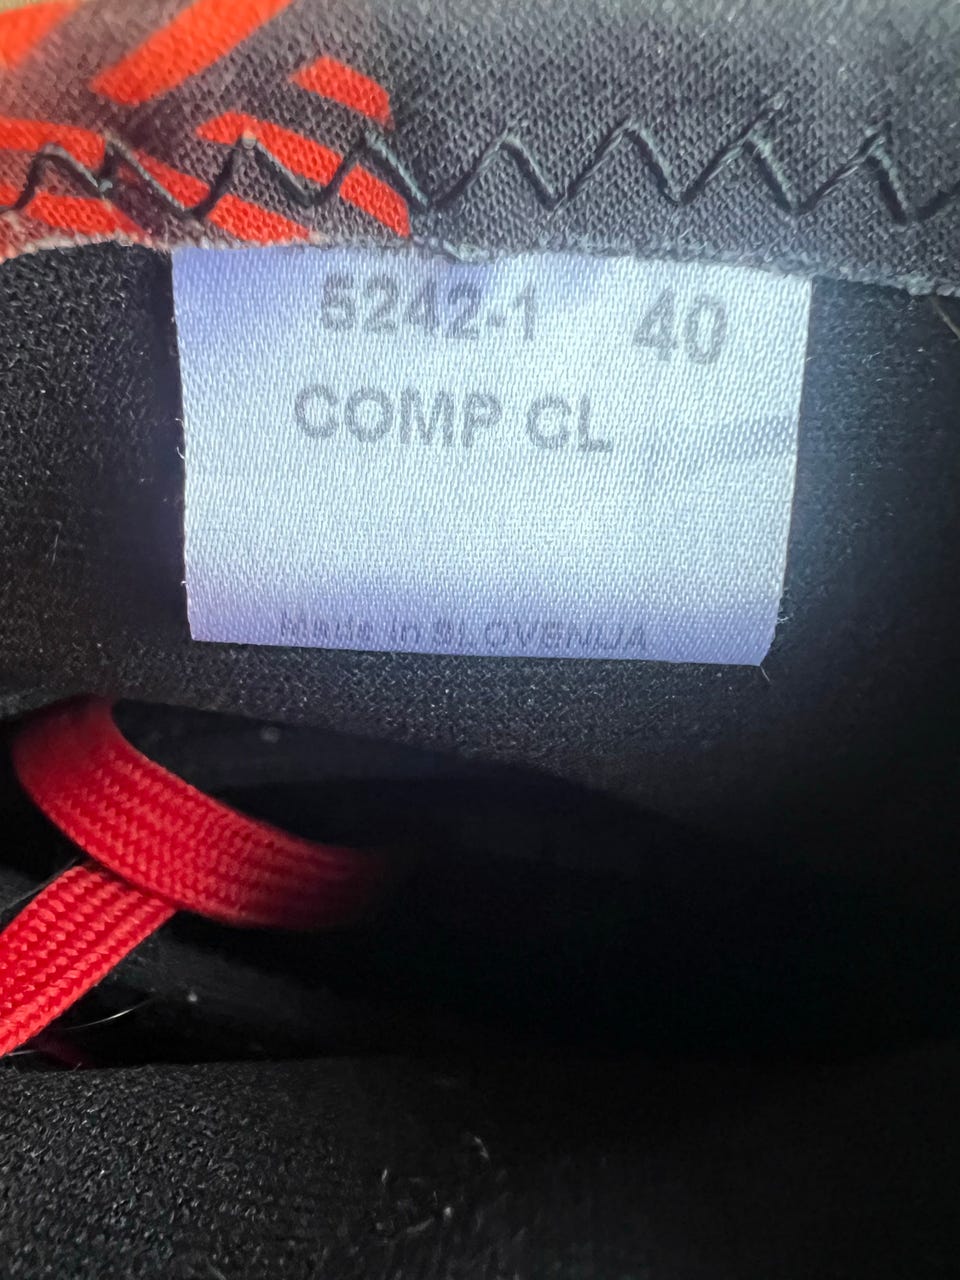 5242-1 40
COMP CL
Made in SLOVENIJA